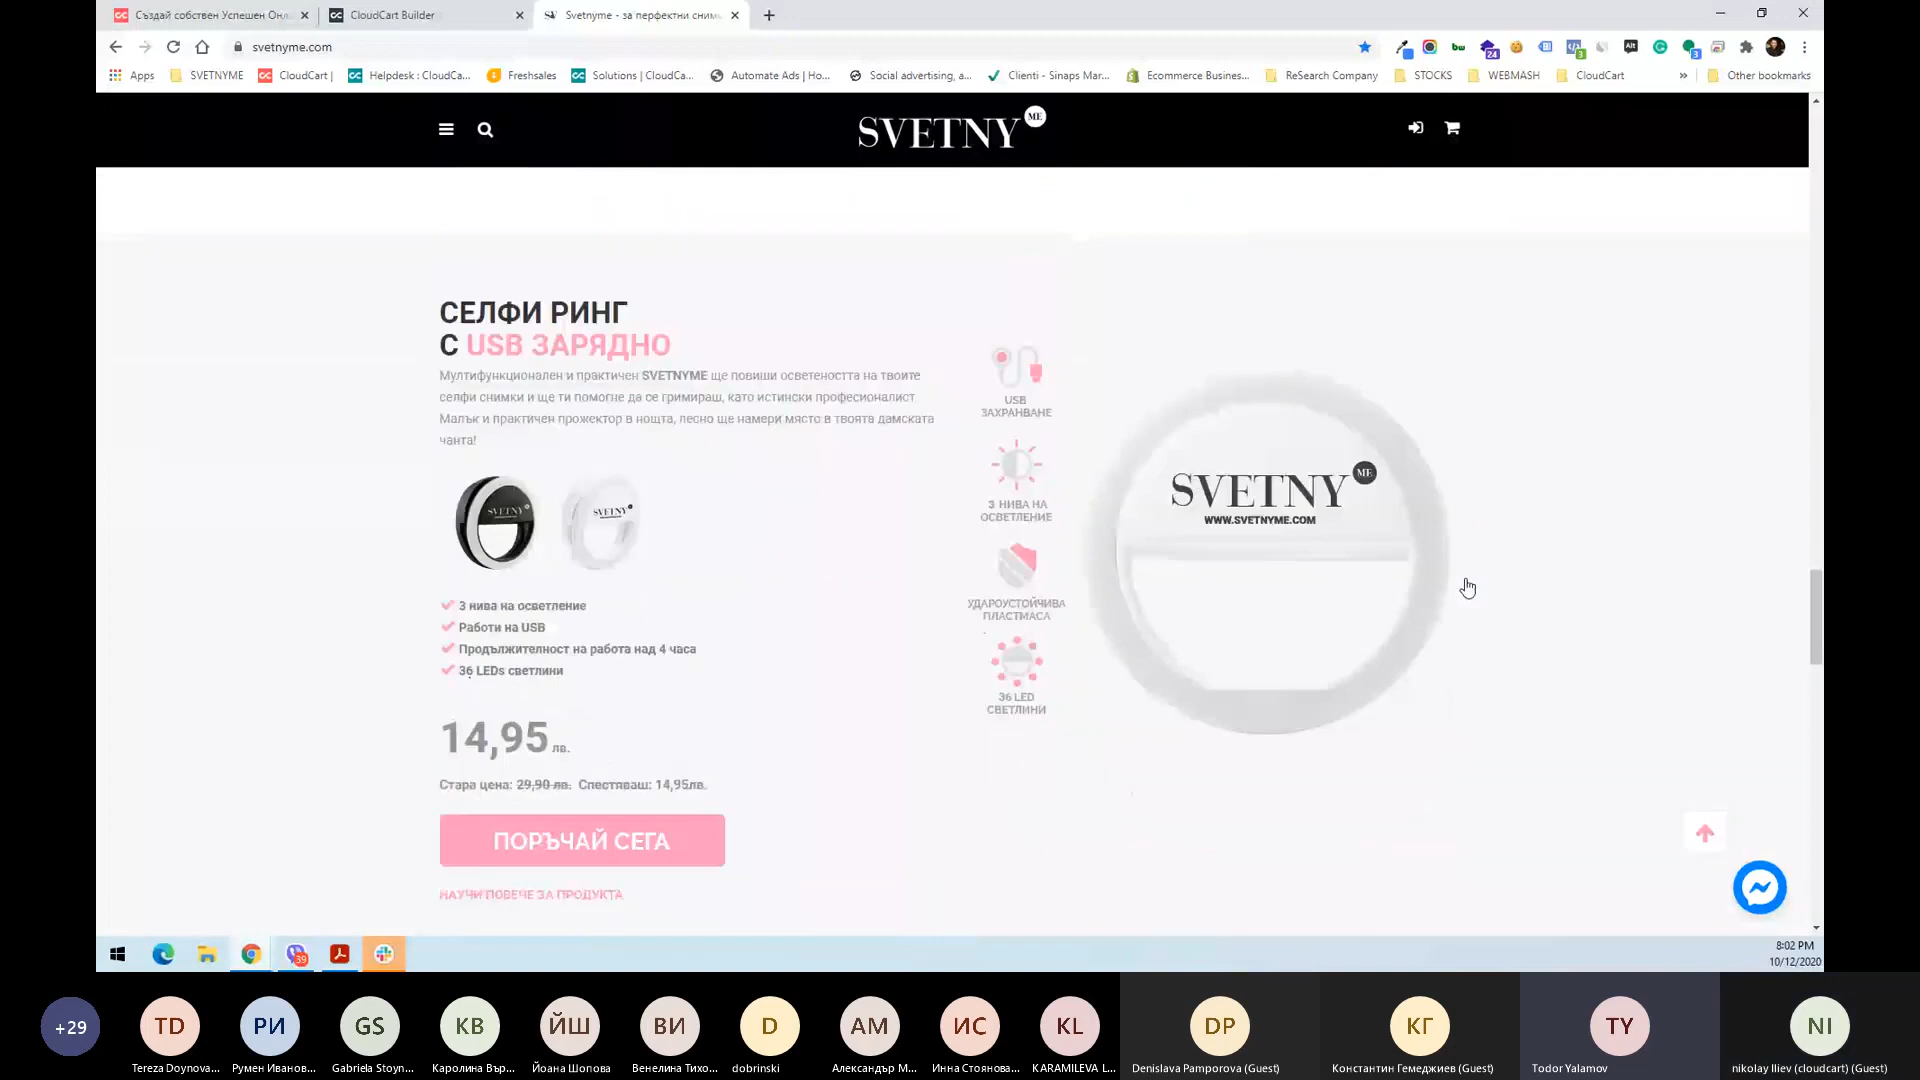 Създай собствен Успешен Онл
CloudCart Builder
Svetnyme - за перфектни сним
svetnyme.com
Apps
SVETNYME
CloudCart |
Helpdesk : CloudCa...
Freshsales
Solutions | CloudCa...
Automate Ads | Ho...
Social advertising, a...
Clienti - Sinaps Mar...
Ecommerce Busines...
ReSearch Company
STOCKS
WEBMASH
CloudCart
»
Other bookmarks
SVETNY ME
СЕЛФИ РИНГ
С USB ЗАРЯДНО
Мултифункционален и практичен SVETNYME ще повиши осветеността на твоите
селфи снимки и ще ти помогне да се гримираш, като истински професионалист.
Малък и практичен прожектор в нощта, лесно ще намери място в твоята дамската
чанта!
SVETNY
SVETNY
3 нива на осветление
Работи на USB
Продължителност на работа над 4 часа
36 LEDs светлини
14,95 лв.
Стара цена: 29,90 лв. Спестяваш: 14,95лв.
ПОРЪЧАЙ СЕГА
НАУЧИ ПОВЕЧЕ ЗА ПРОДУКТА
USB
ЗАХРАНВАНЕ
3 НИВА НА
ОСВЕТЛЕНИЕ
УДАРОУСТОЙЧИВА
ПЛАСТМАСА
36 LED
СВЕТЛИНИ
SVETNY ME
WWW.SVETNYME.COM
39
8:02 PM
10/12/2020
+29
TD
РИ
GS
КВ
ЙШ
ВИ
D
АМ
ИС
KL
DP
КГ
TY
NI
Tereza Doynova...
Румен Иванов...
Gabriela Stoyn...
Каролина Вър...
Йоана Шопова
Венелина Тихо...
dobrinski
Александър М...
Инна Стоянова...
KARAMILEVA L...
Denislava Pamporova (Guest)
Константин Гемеджиев (Guest)
Todor Yalamov
nikolay Iliev (cloudcart) (Guest)